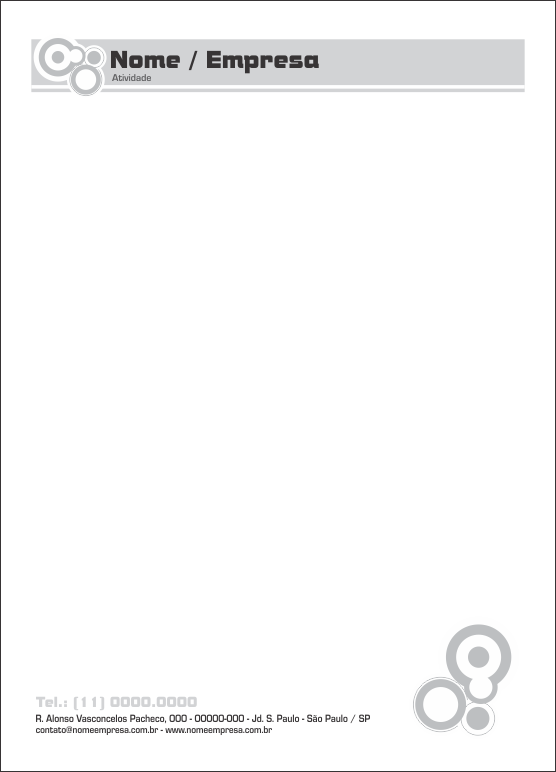 Nome / Empresa
Atividade
Tel.: (11) 0000.0000
R. Alonso Vasconcelos Pacheco, 000 - 00000-000 - Jd. S. Paulo - São Paulo / SP
contato@nomeempresa.com.br - www.nomeempresa.com.br